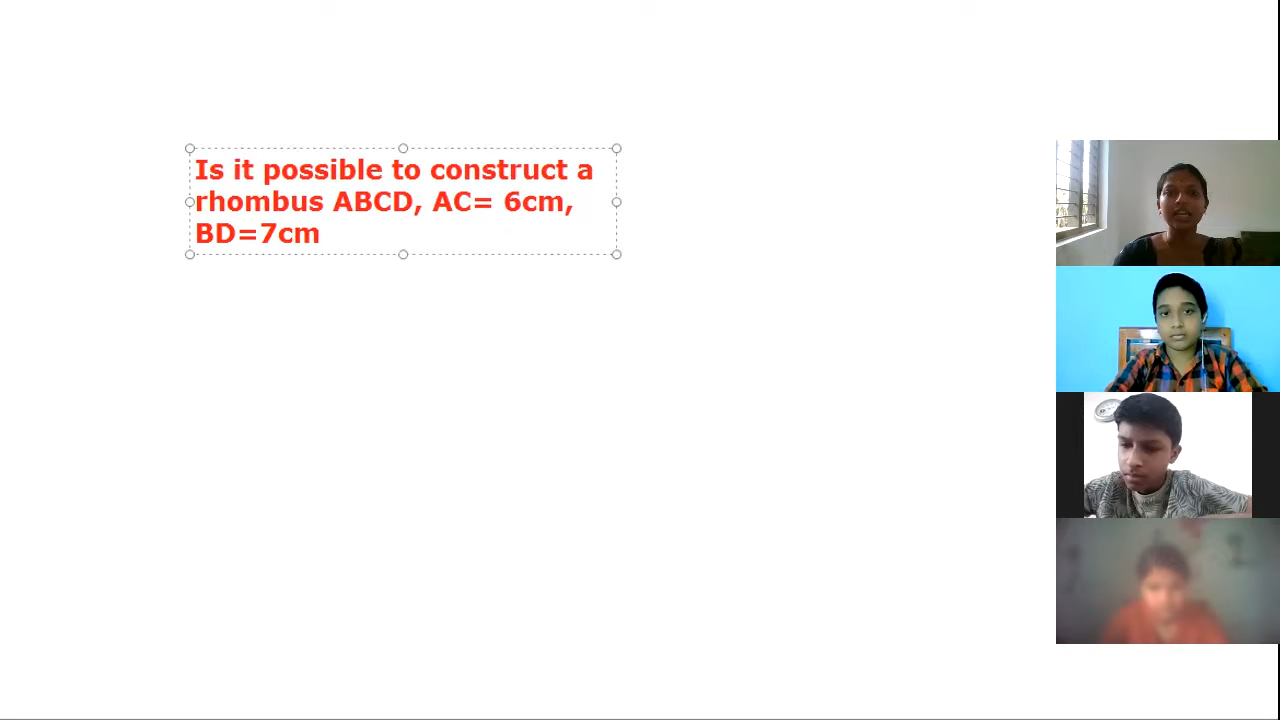 Is it possible to construct a
rhombus ABCD, AC= 6cm,
BD=7cm